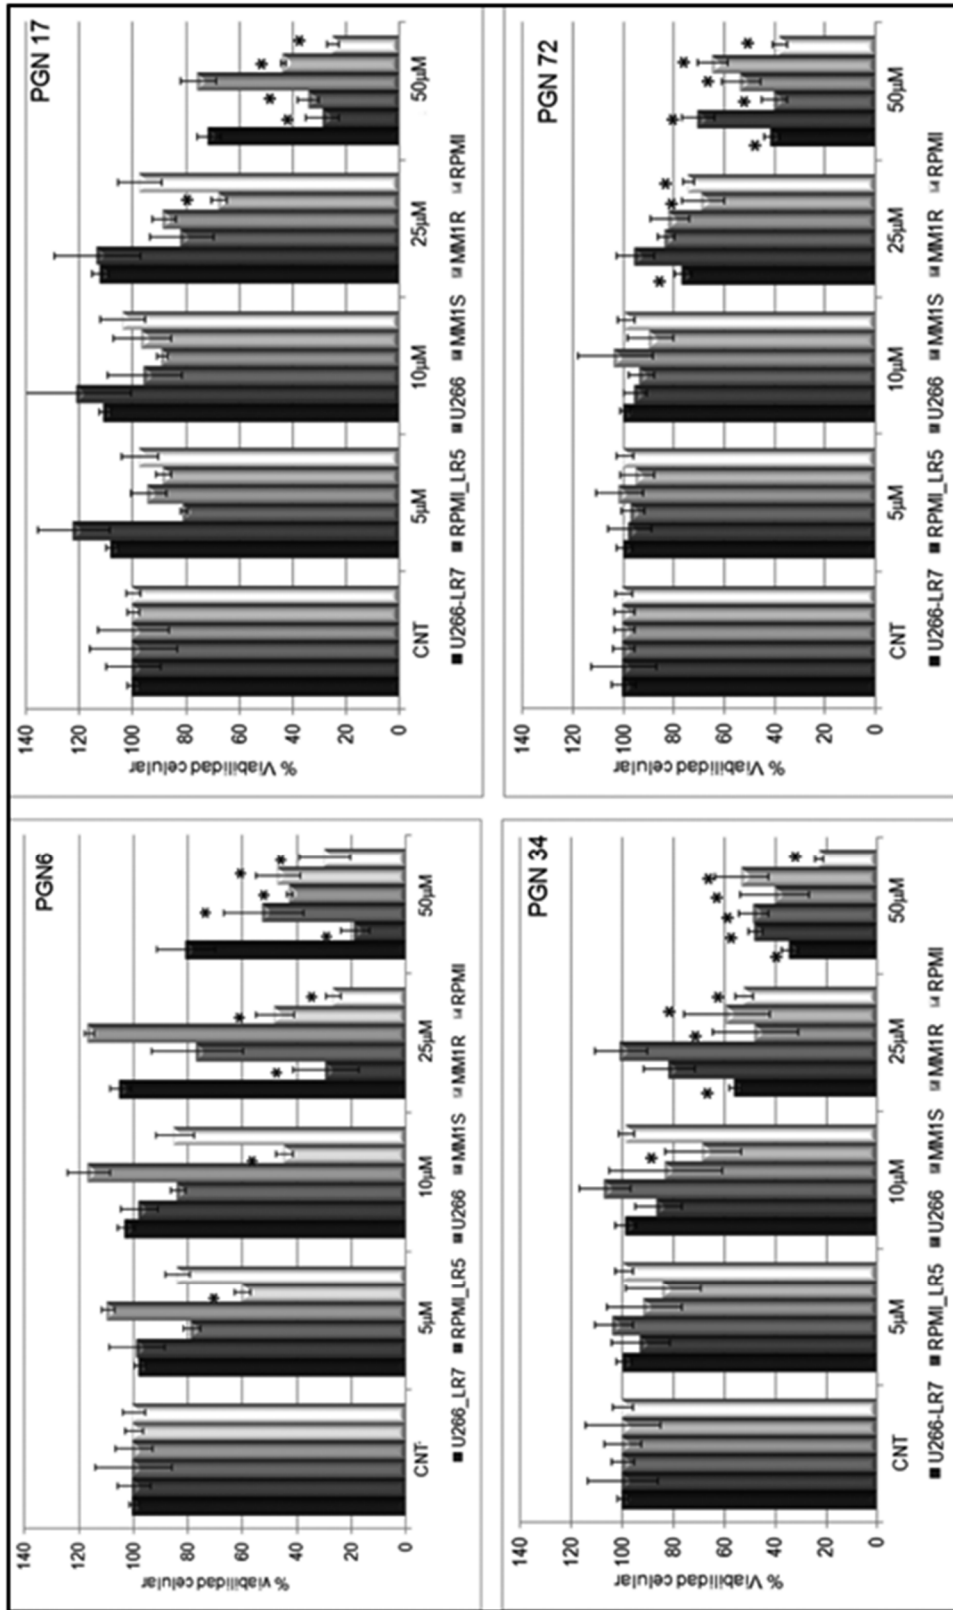 PGN6
% viabilidad celular
140
120
100
80
60
40
20
0
CNT
5µM
10µM
25µM
50µM
U266_LR7 RPMI_LR5 U266 MM1S MM1R RPMI
PGN 17
% Viabilidad celular
140
120
100
80
60
40
20
0
CNT
5µM
10µM
25µM
50µM
U266-LR7 RPMI_LR5 U266 MM1S MM1R RPMI
PGN 34
% Viabilidad celular
140
120
100
80
60
40
20
0
CNT
5µM
10µM
25µM
50µM
U266-LR7 RPMI_LR5 U266 MM1S MM1R RPMI
PGN 72
% Viabilidad celular
140
120
100
80
60
40
20
0
CNT
5µM
10µM
25µM
50µM
U266-LR7 RPMI_LR5 U266 MM1S MM1R RPMI